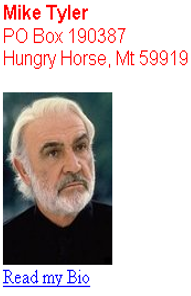 Mike Tyler
PO Box 190387
Hungry Horse, Mt 59919
Read my Bio